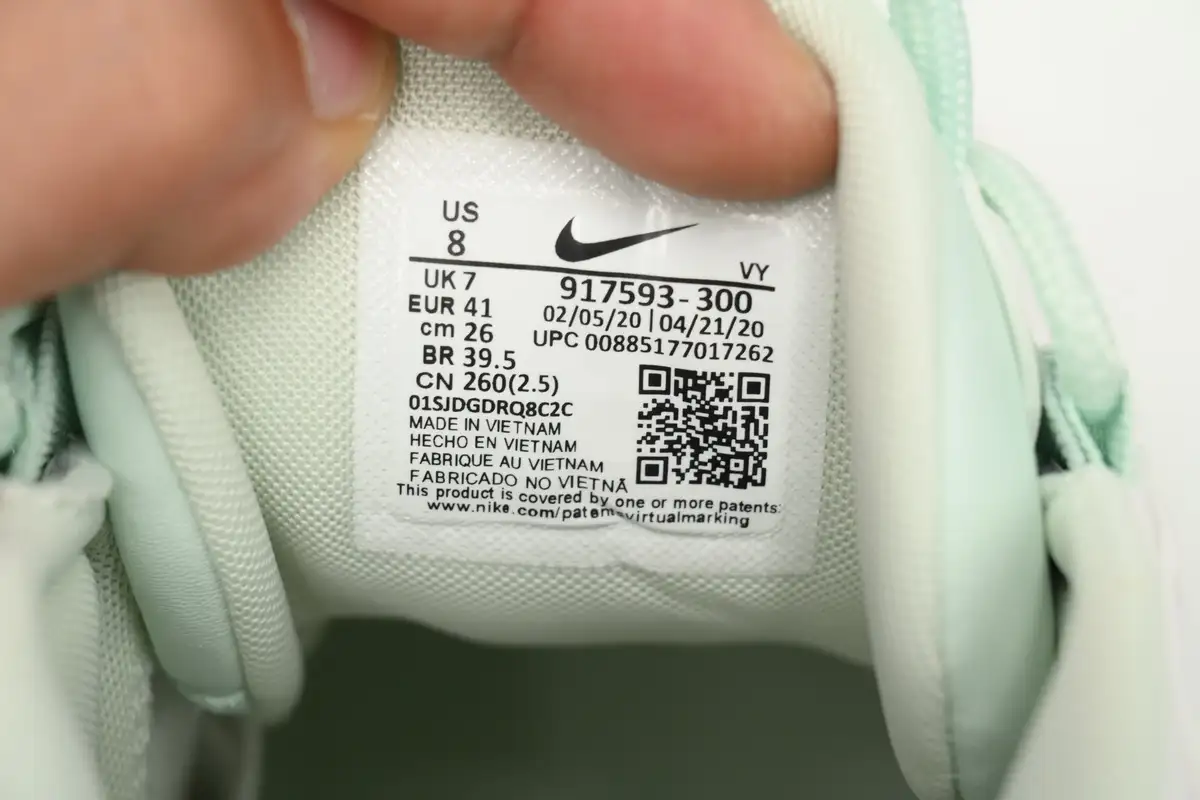 US
8
VY
UK 7
917593-300
EUR 41
02/05/20 | 04/21/20
cm 26
UPC 00885177017262
BR 39.5
CN 260(2.5)
01SJDGDRQ8C2C
MADE IN VIETNAM
HECHO EN VIETNAM
FABRIQUE AU VIETNAM
FABRICADO NO VIETNÃ
This product is covered by one or more patents:
www.nike.com/patentsvirtualmarking